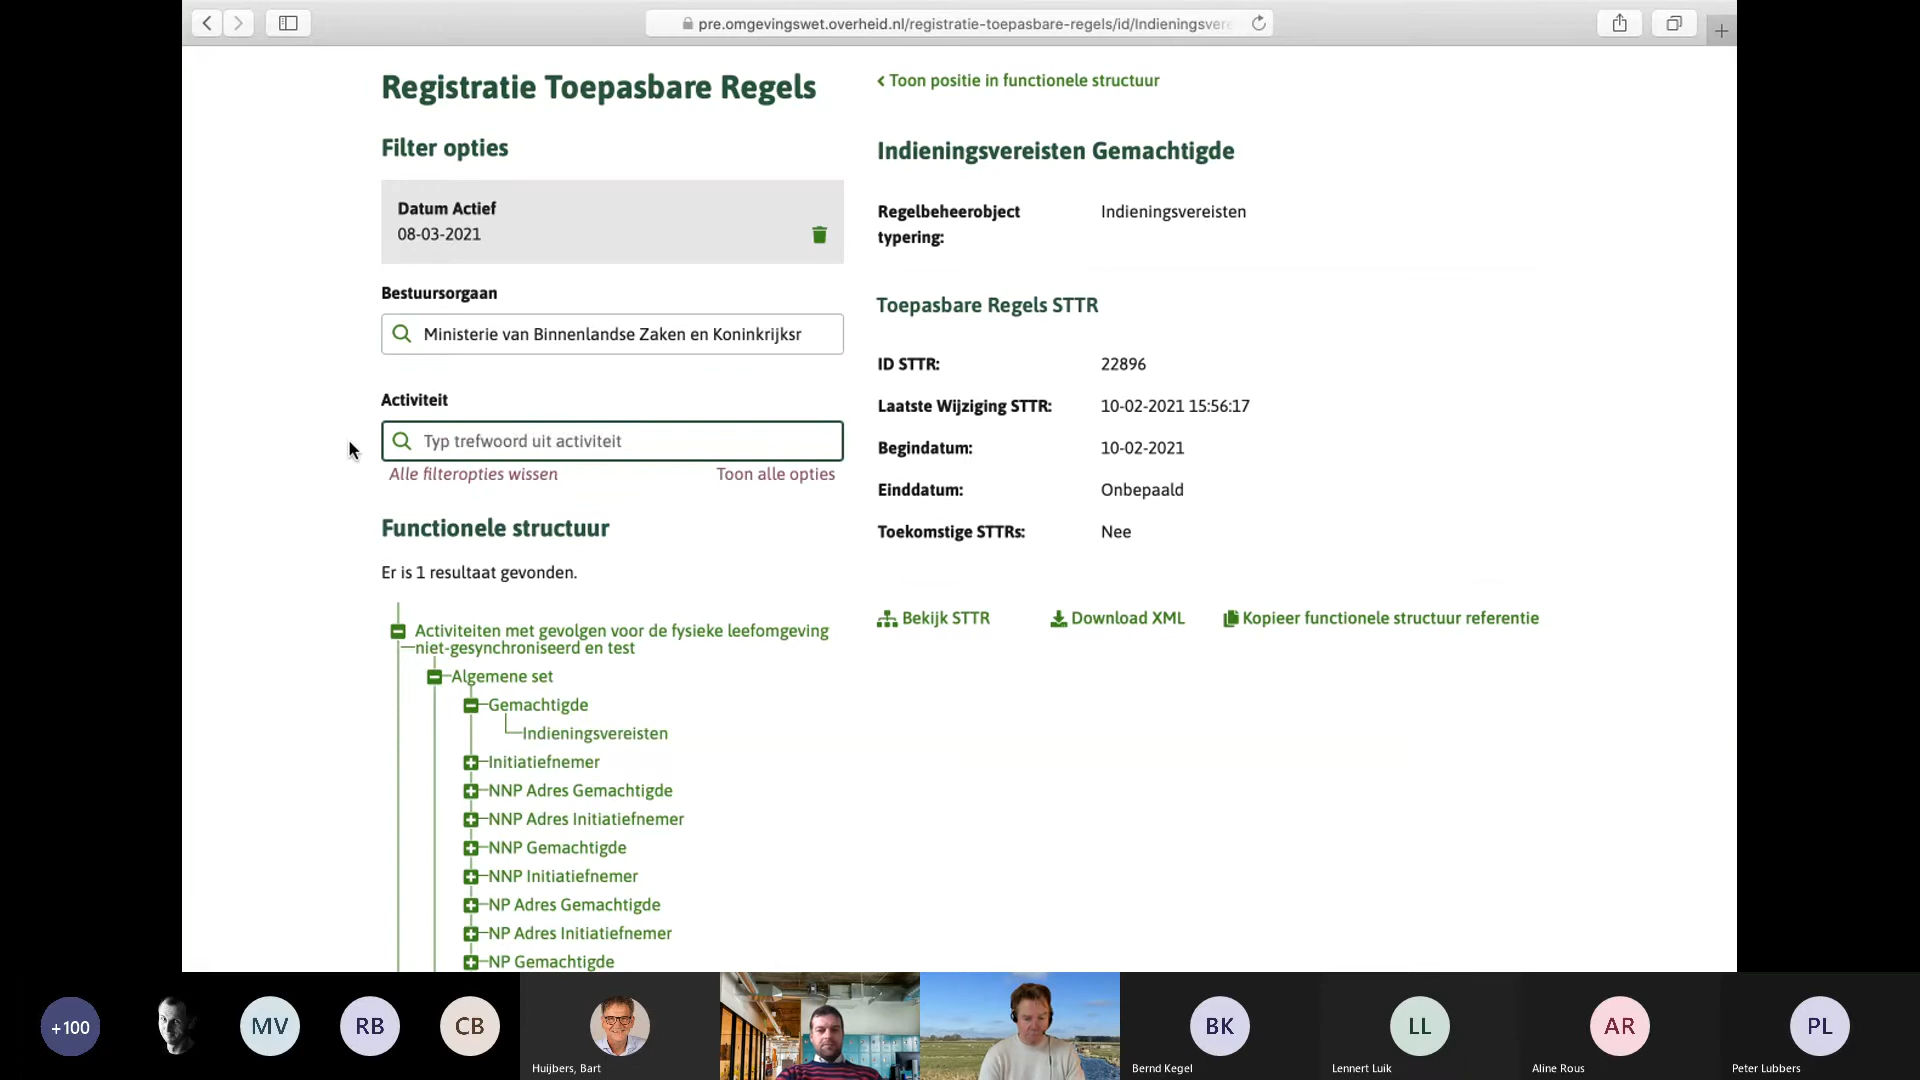 pre.omgevingswet.overheid.nl/registratie-toepasbare-regels/id/Indieningsvere
Registratie Toepasbare Regels
Filter opties
Datum Actief
08-03-2021
Bestuursorgaan
Ministerie van Binnenlandse Zaken en Koninkrijksr
Activiteit
Typ trefwoord uit activiteit
Alle filteropties wissen
Toon alle opties
Functionele structuur
Er is 1 resultaat gevonden.
Activiteiten met gevolgen voor de fysieke leefomgeving
niet-gesynchroniseerd en test
Algemene set
Gemachtigde
Indieningsvereisten
Initiatiefnemer
NNP Adres Gemachtigde
NNP Adres Initiatiefnemer
NNP Gemachtigde
NNP Initiatiefnemer
NP Adres Gemachtigde
NP Adres Initiatiefnemer
NP Gemachtigde
Toon positie in functionele structuur
Indieningsvereisten Gemachtigde
Regelbeheerobject
typering:
Indieningsvereisten
Toepasbare Regels STTR
ID STTR: 22896
Laatste Wijziging STTR: 10-02-2021 15:56:17
Begindatum: 10-02-2021
Einddatum: Onbepaald
Toekomstige STTRs: Nee
Bekijk STTR
Download XML
Kopieer functionele structuur referentie
+100
MV
RB
CB
Huijbers, Bart
BK
Bernd Kegel
LL
Lennert Luik
AR
Aline Rous
PL
Peter Lubbers